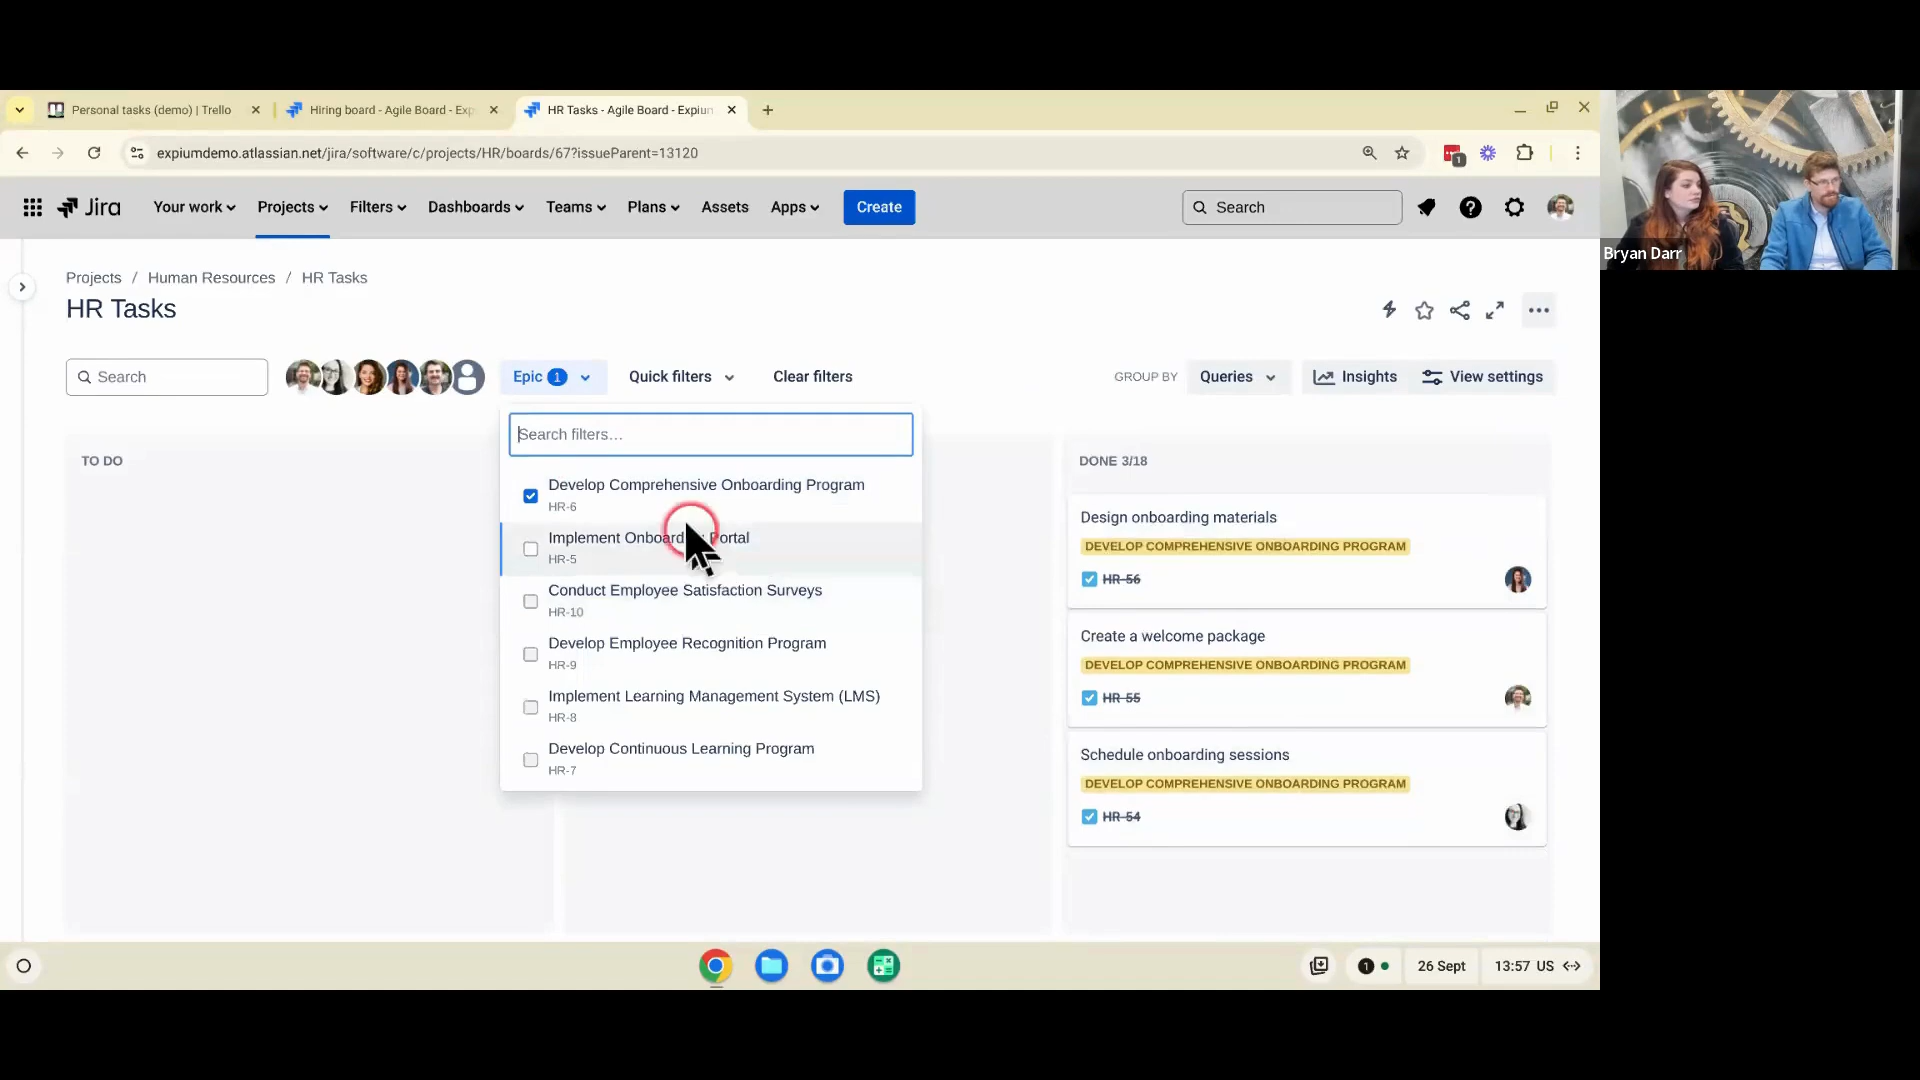 Personal tasks (demo) | Trello
Hiring board - Agile Board - Exp
HR Tasks - Agile Board - Expium
expiumdemo.atlassian.net/jira/software/c/projects/HR/boards/67?issueParent=13120
1
Jira
Your work
Projects
Filters
Dashboards
Teams
Plans
Assets
Apps
Create
Search
Bryan Darr
Projects / Human Resources / HR Tasks
HR Tasks
Search
Epic 1
Quick filters
Clear filters
GROUP BY
Queries
Insights
View settings
Search filters…
Develop Comprehensive Onboarding Program
HR-6
Implement Onboarding Portal
HR-5
Conduct Employee Satisfaction Surveys
HR-10
Develop Employee Recognition Program
HR-9
Implement Learning Management System (LMS)
HR-8
Develop Continuous Learning Program
HR-7
TO DO
DONE 3/18
Design onboarding materials
DEVELOP COMPREHENSIVE ONBOARDING PROGRAM
HR-56
Create a welcome package
DEVELOP COMPREHENSIVE ONBOARDING PROGRAM
HR-55
Schedule onboarding sessions
DEVELOP COMPREHENSIVE ONBOARDING PROGRAM
HR-54
1
26 Sept
13:57 US